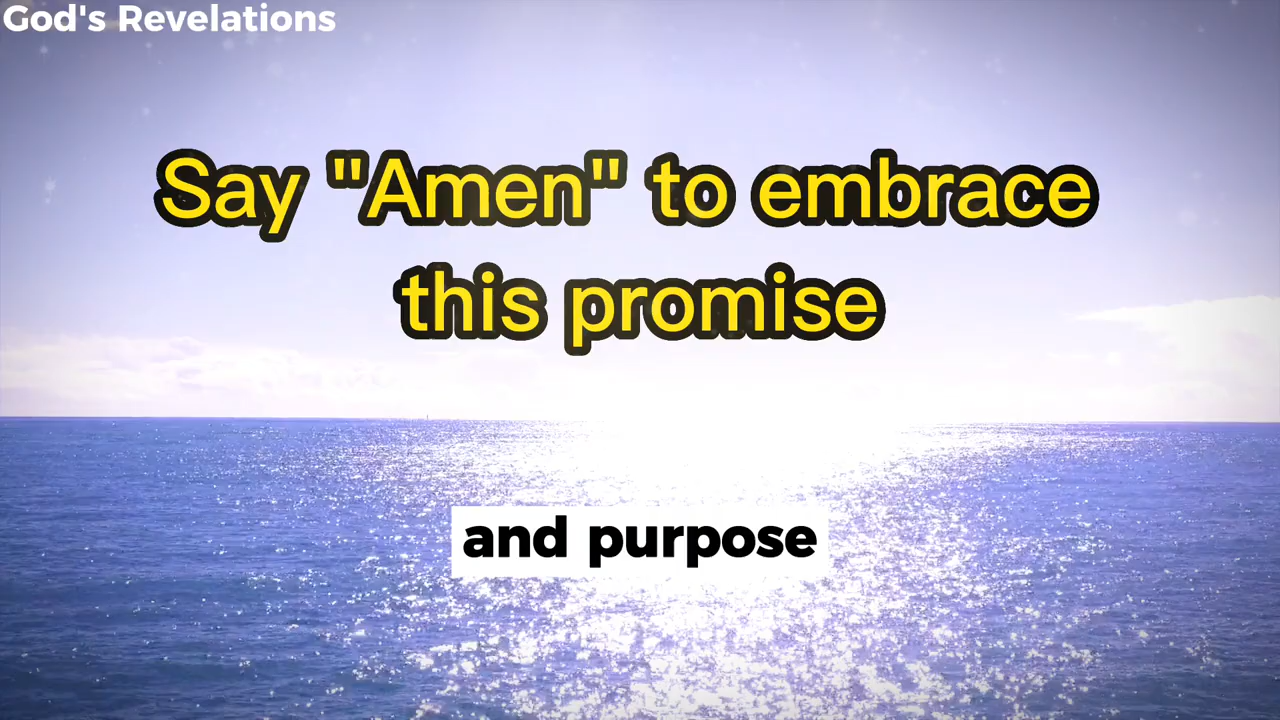 God's Revelations
Say "Amen" to embrace
this promise
and purpose